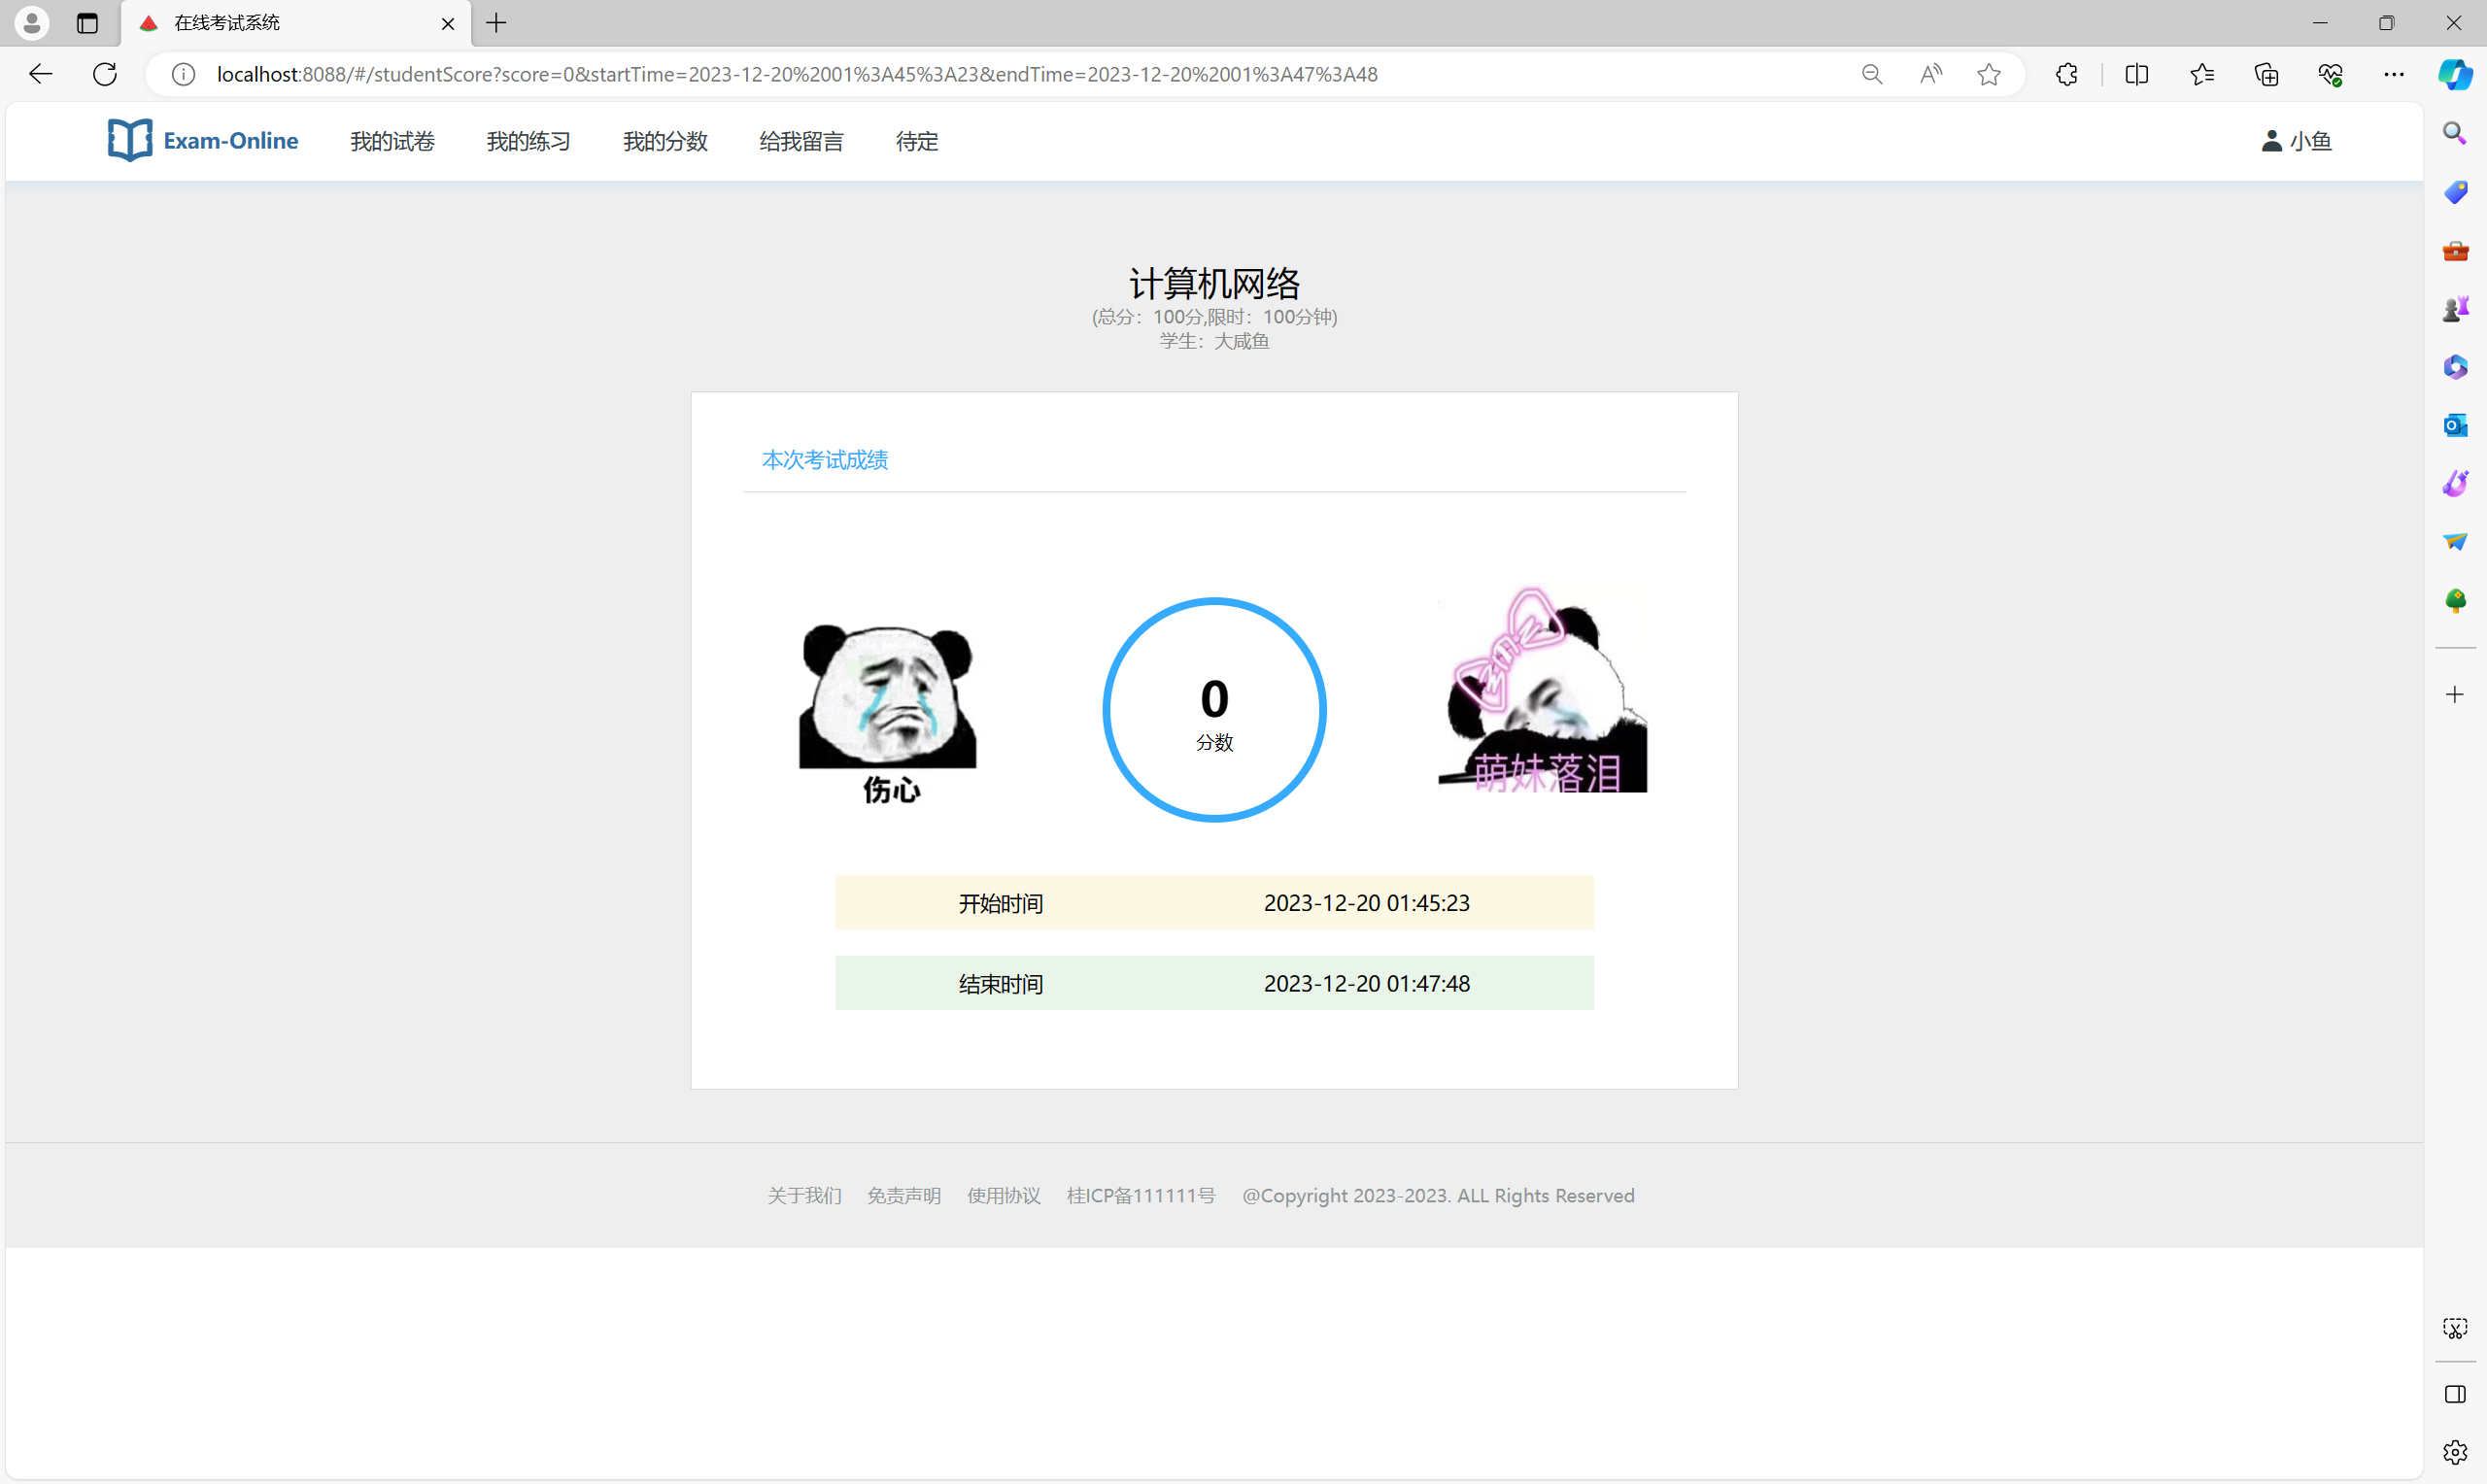 在线考试系统
localhost:8088/#/studentScore?score=0&startTime=2023-12-20%2001%3A45%3A23&endTime=2023-12-20%2001%3A47%3A48
Exam-Online 我的试卷 我的练习 我的分数 给我留言 待定 小鱼
计算机网络
(总分：100分,限时：100分钟)
学生：大咸鱼
本次考试成绩
0
分数
伤心
萌妹落泪
开始时间 2023-12-20 01:45:23
结束时间 2023-12-20 01:47:48
关于我们 免责声明 使用协议 桂ICP备111111号 @Copyright 2023-2023. ALL Rights Reserved